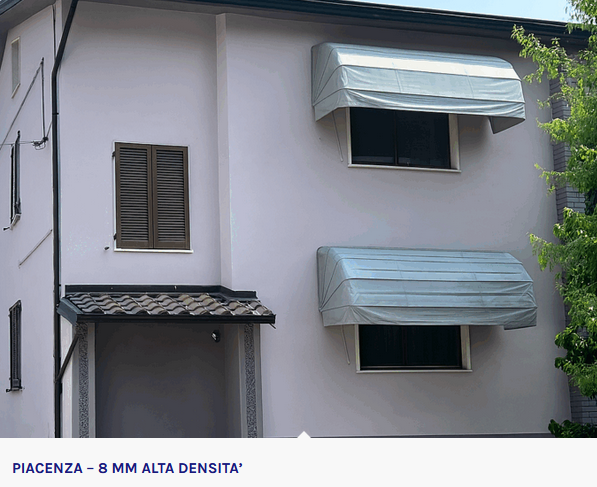 PIACENZA – 8 MM ALTA DENSITA’